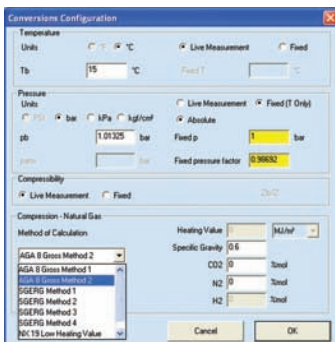 Conversions Configuration
Temperature
Units °F °C Live Measurement Fixed
Tb 15 °C Fixed T °C
Pressure
Units Live Measurement Fixed (T Only)
PSI bar kPa kgf/cm² Absolute
pb 1.01325 bar Fixed p 1 bar
bar Fixed pressure factor 0.98692
Compressibility
Live Measurement Fixed Zb/Z
Compression - Natural Gas
Method of Calculation Heating Value MJ/m³
AGA 8 Gross Method 2 Specific Gravity 0.6
AGA 8 Gross Method 1 CO2 0 %mol
AGA 8 Gross Method 2
SGERG Method 1 N2 0 %mol
SGERG Method 2
SGERG Method 3 H2 %mol
SGERG Method 4
NX 19 Low Heating Value Cancel OK